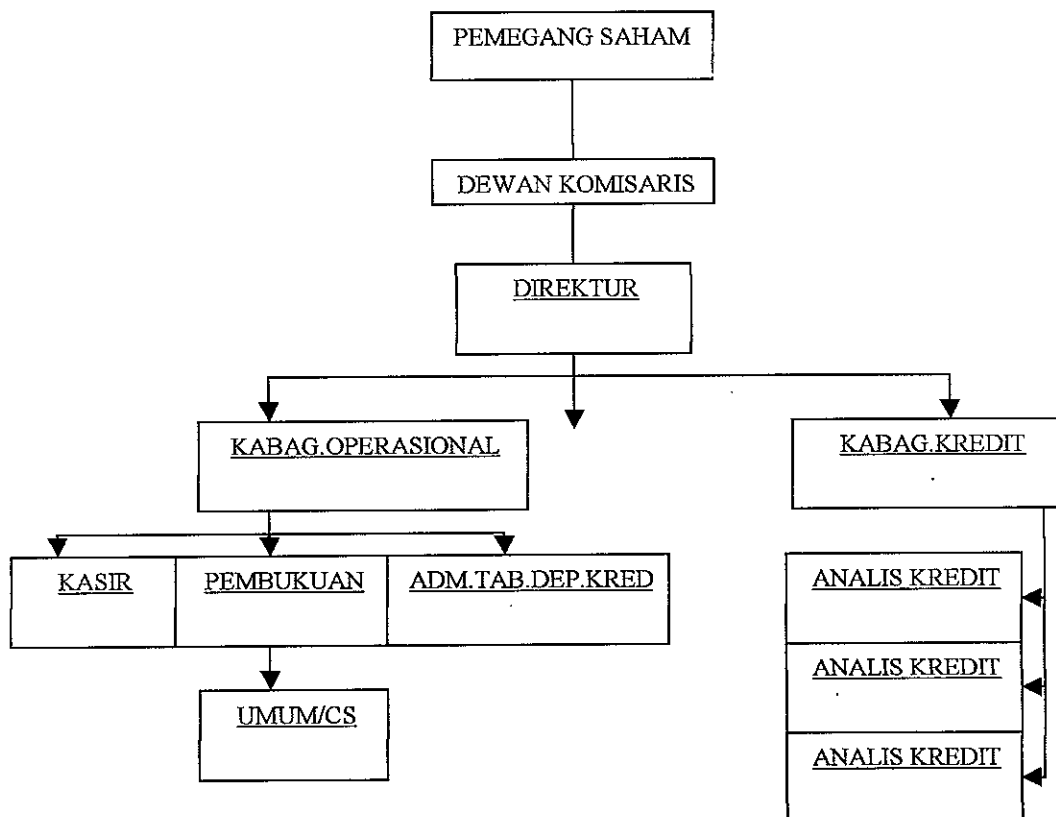 PEMEGANG SAHAM
DEWAN KOMISARIS
DIREKTUR
KABAG.OPERASIONAL
KABAG.KREDIT
KASIR
PEMBUKUAN
ADM.TAB.DEP.KRED
ANALIS KREDIT
ANALIS KREDIT
UMUM/CS
ANALIS KREDIT